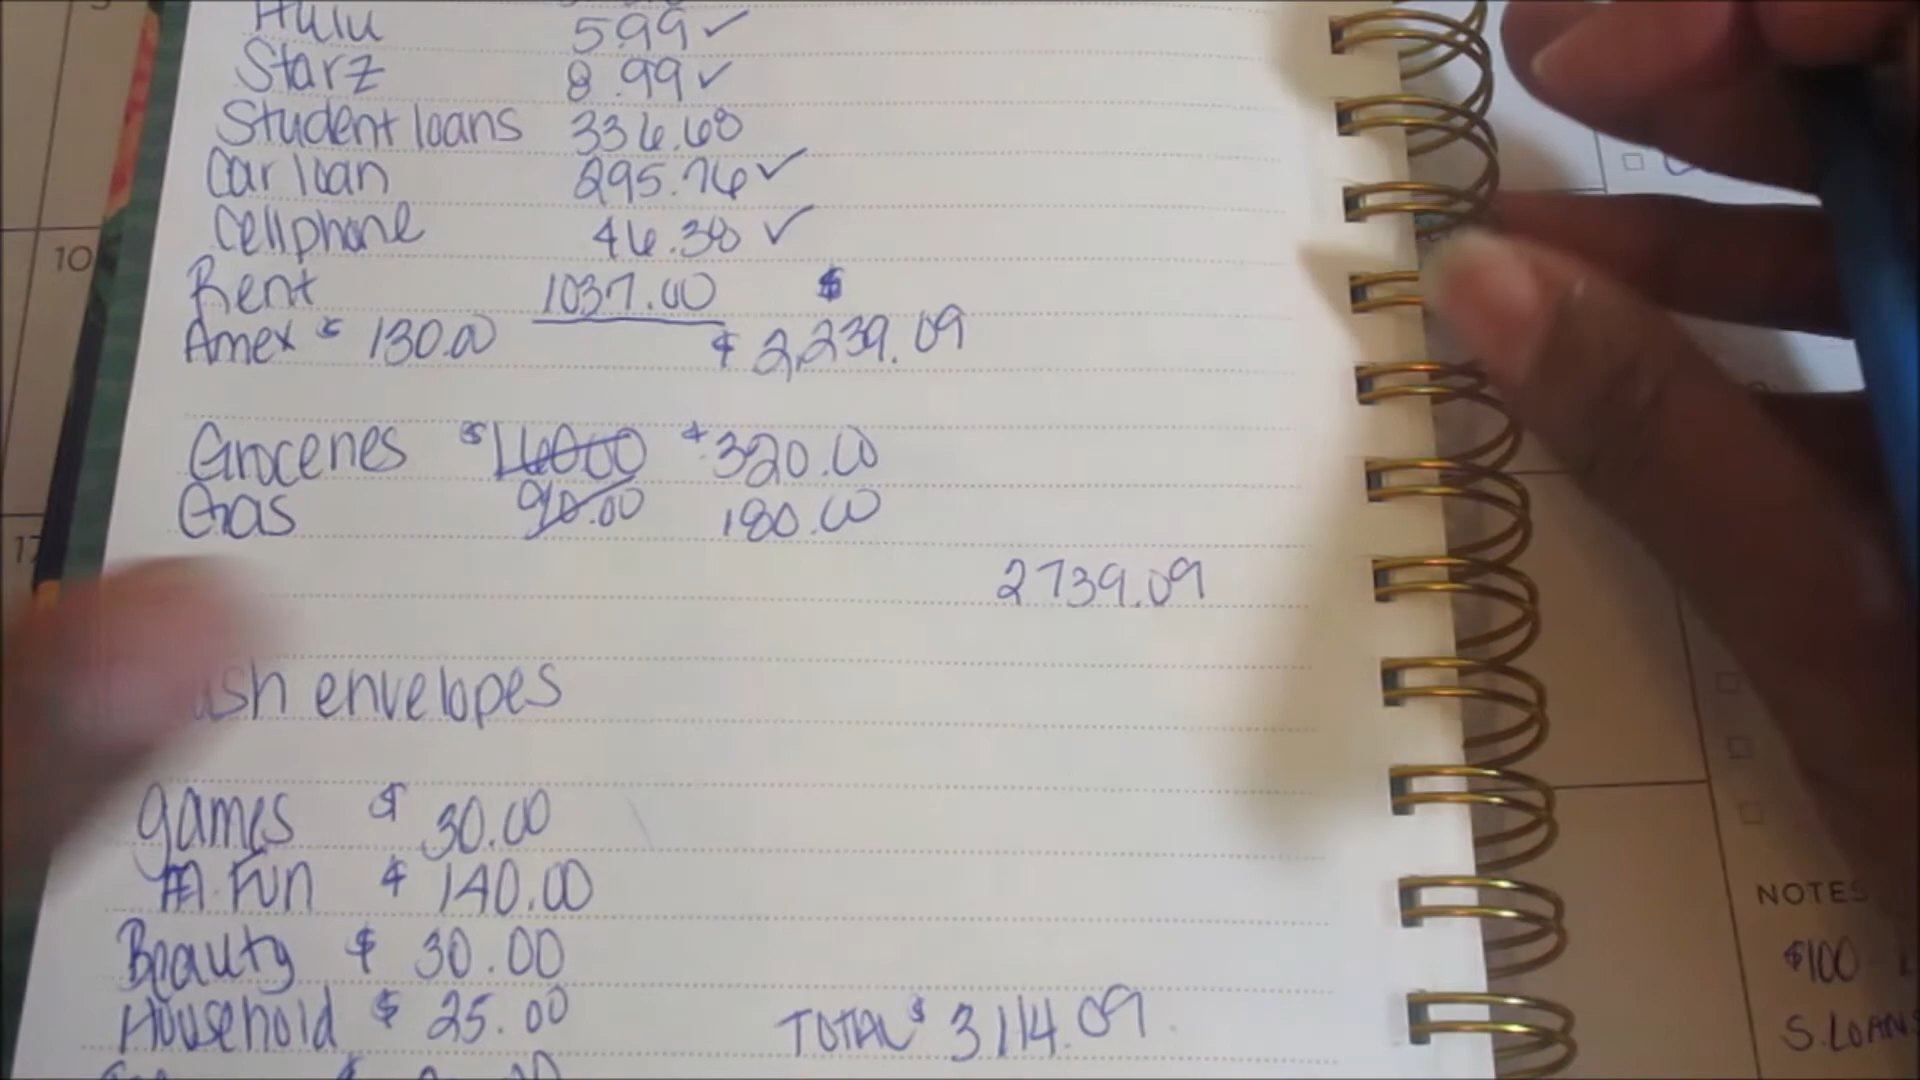 Hulu 5.99 ✓
Starz 8.99 ✓
Student loans 336.68
Car loan 295.76 ✓
Cellphone 46.38 ✓
Rent 1037.00 $
Amex $ 130.00 $ 2,239.09
Groceries $ 160.00 $ 320.00
Gas 90.00 180.00
2739.09
ash envelopes
games $ 30.00
M. Fun $ 140.00
Beauty $ 30.00
Household $ 25.00 TOTAL $ 3114.09
10
17
NOTES
$100
S. LOANS